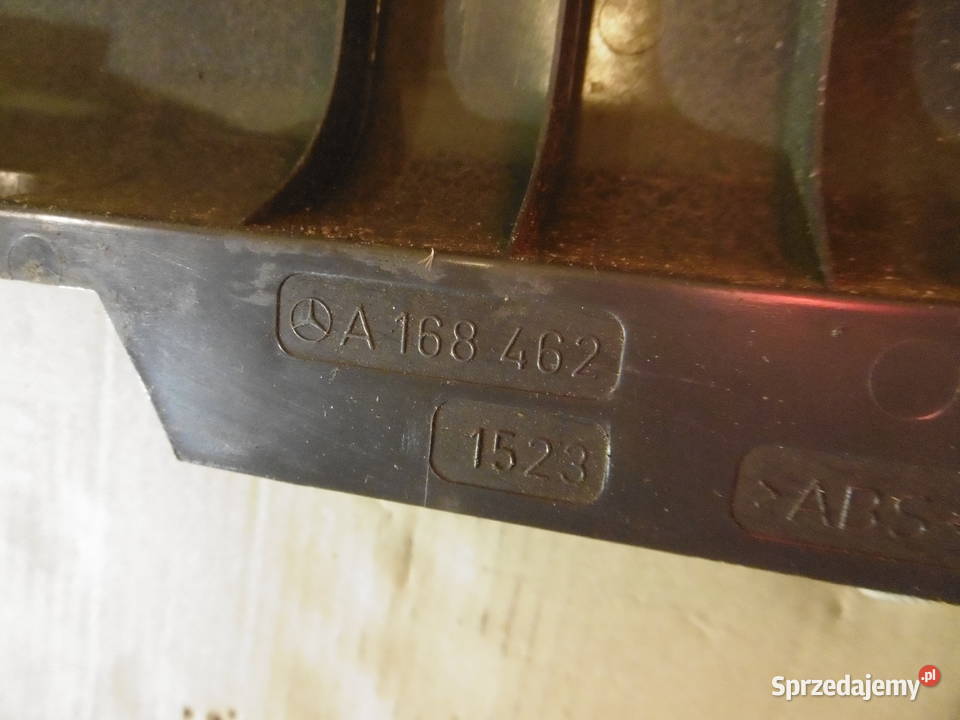 A 168 462
1523
>ABS<
Sprzedajemy.pl